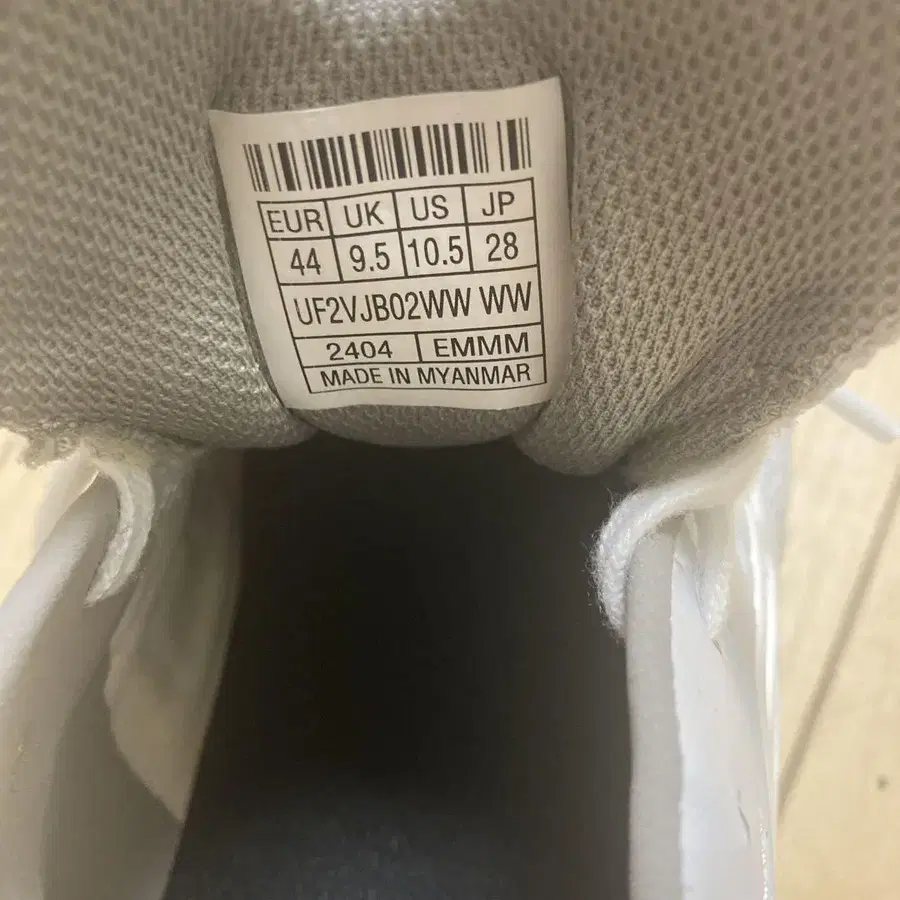 EUR UK US JP
44 9.5 10.5 28
UF2VJB02WW WW
2404 EMMM
MADE IN MYANMAR